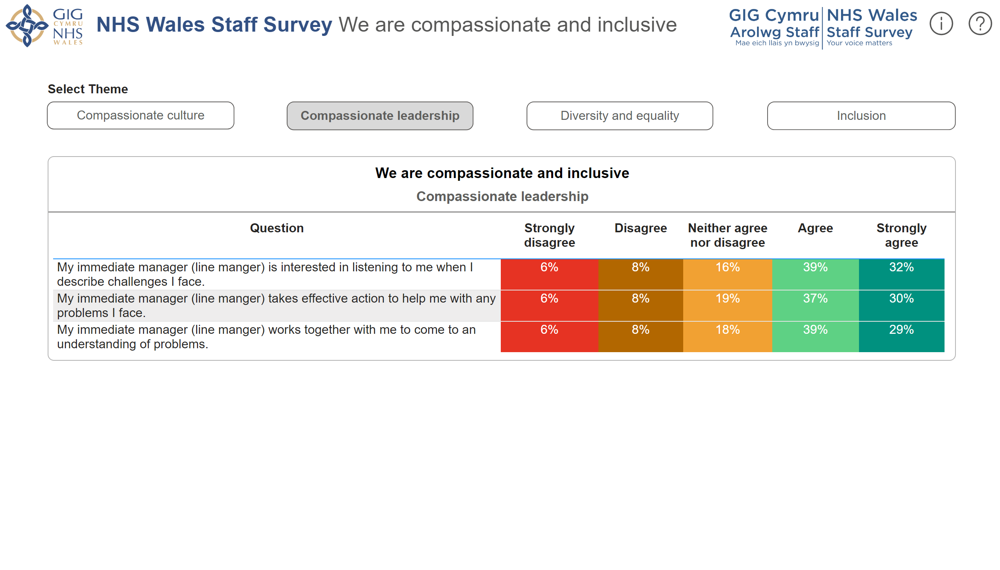 GIG
CYMRU
NHS
WALES
NHS Wales Staff Survey We are compassionate and inclusive
GIG Cymru NHS Wales
Arolwg Staff Staff Survey
Mae eich llais yn bwysig Your voice matters
i ?
Select Theme
Compassionate culture Compassionate leadership Diversity and equality Inclusion
We are compassionate and inclusive
Compassionate leadership
Question Strongly Disagree Neither agree Agree Strongly
disagree nor disagree agree
My immediate manager (line manger) is interested in listening to me when I 6% 8% 16% 39% 32%
describe challenges I face.
My immediate manager (line manger) takes effective action to help me with any 6% 8% 19% 37% 30%
problems I face.
My immediate manager (line manger) works together with me to come to an 6% 8% 18% 39% 29%
understanding of problems.